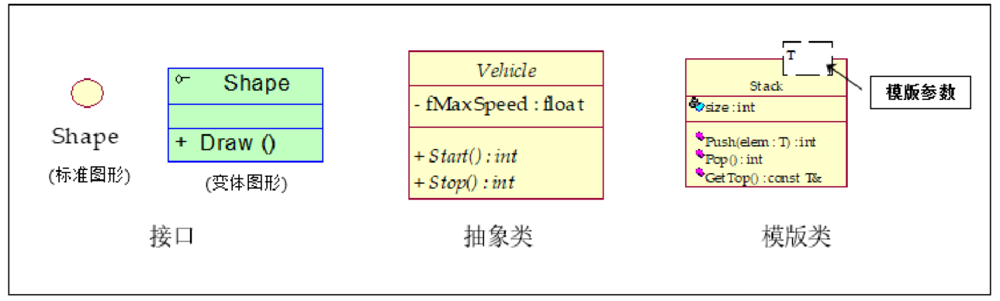 Shape
(标准图形)
Shape
+ Draw ()
(变体图形)
接口
Vehicle
- fMaxSpeed : float
+ Start() : int
+ Stop() : int
抽象类
T
Stack
size : int
Push(elem : T) : int
Pop() : int
GetTop() : const T&
模版参数
模版类